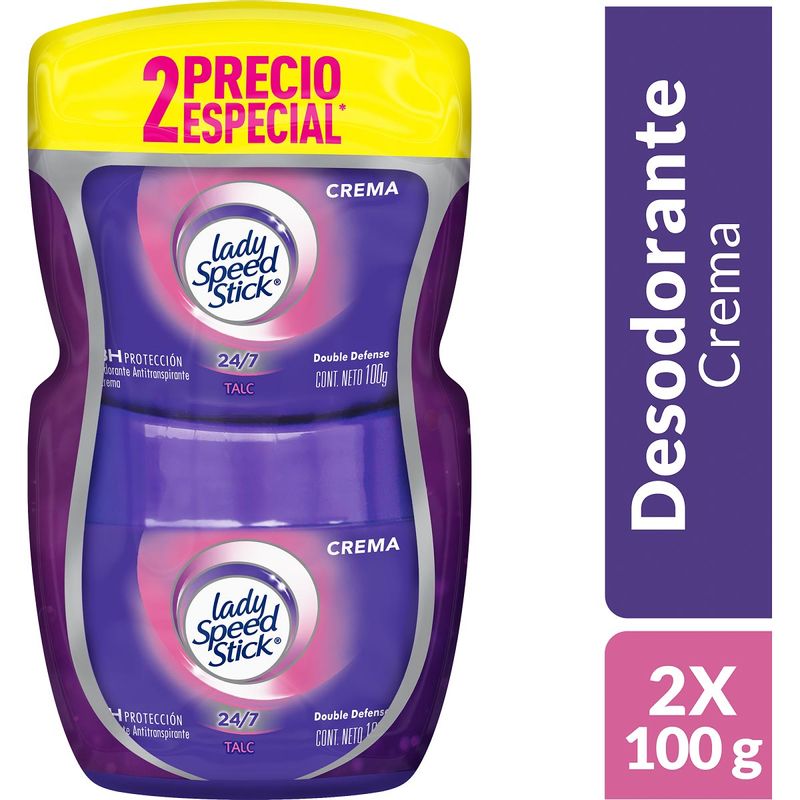 2 PRECIO
ESPECIAL*
CREMA
lady
Speed
Stick®
PROTECCIÓN
Antitranspirante
24/7
TALC
Double Defense
CONT. NETO 100g
CREMA
lady
Speed
Stick®
PROTECCIÓN
Antitranspirante
24/7
TALC
Double Defense
CONT. NETO
Desodorante
Crema
2X
100 g